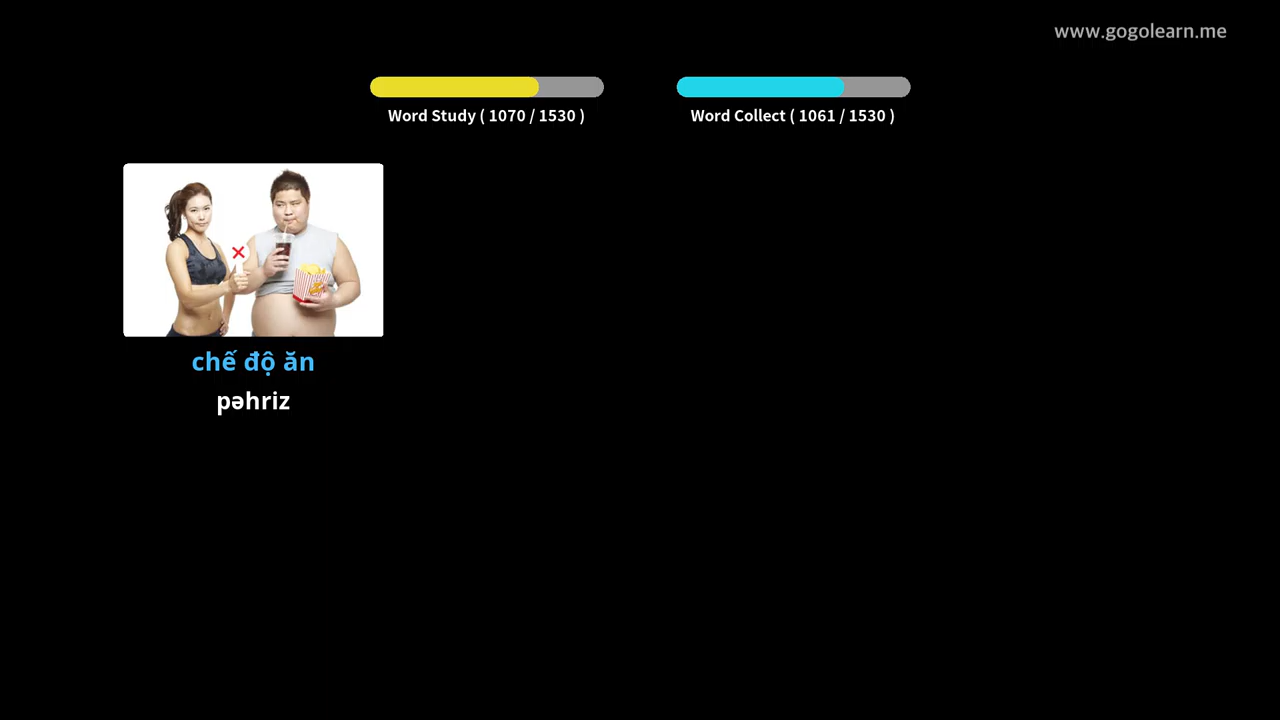 www.gogolearn.me
Word Study ( 1070 / 1530 )
Word Collect ( 1061 / 1530 )
chế độ ăn
pəhriz